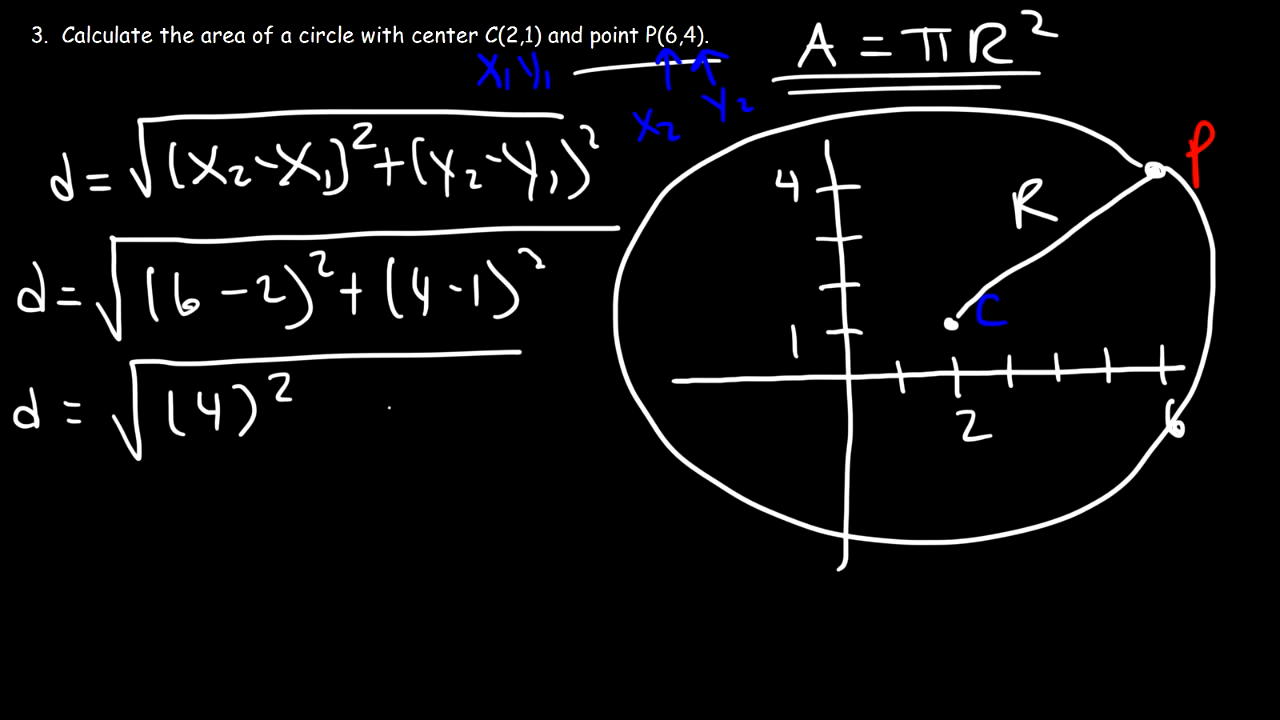 3. Calculate the area of a circle with center C(2,1) and point P(6,4).
A = πR²
X₁ Y₁
X₂ Y₂
d = √(X₂-X₁)²+(Y₂-Y₁)²
d = √(6-2)²+(4-1)²
d = √(4)²
P
4
R
C
1
2
6